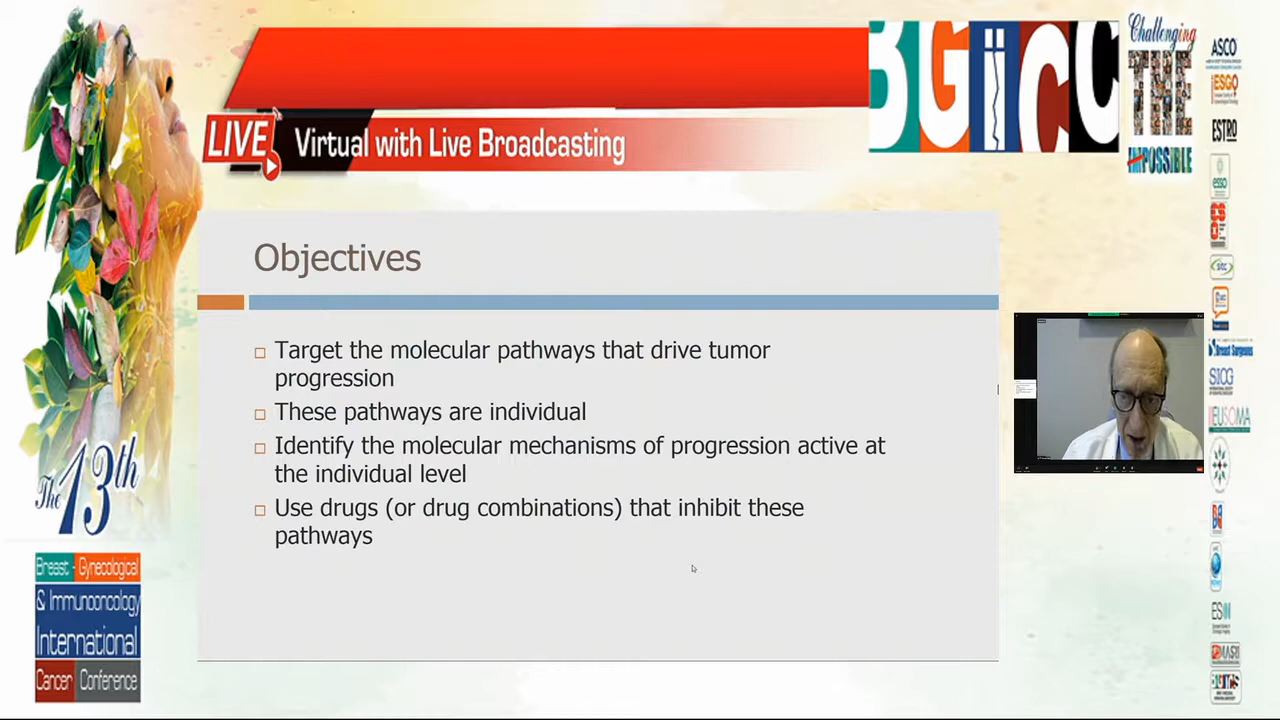 BGICC
Challenging
THE
IMPOSSIBLE
LIVE
Virtual with Live Broadcasting
Objectives
Target the molecular pathways that drive tumor
progression
These pathways are individual
Identify the molecular mechanisms of progression active at
the individual level
Use drugs (or drug combinations) that inhibit these
pathways
The 13th
Breast - Gynecological
& Immunooncology
International
Cancer Conference
ASCO
ESGO
ESTRO
Breast Surgeons
EUSOMA